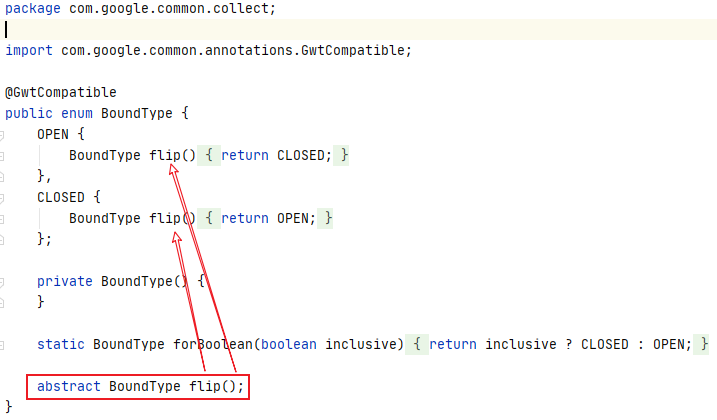 package com.google.common.collect;
import com.google.common.annotations.GwtCompatible;
@GwtCompatible
public enum BoundType {
OPEN {
BoundType flip() { return CLOSED; }
},
CLOSED {
BoundType flip() { return OPEN; }
};
private BoundType() {
}
static BoundType forBoolean(boolean inclusive) { return inclusive ? CLOSED : OPEN; }
abstract BoundType flip();
}